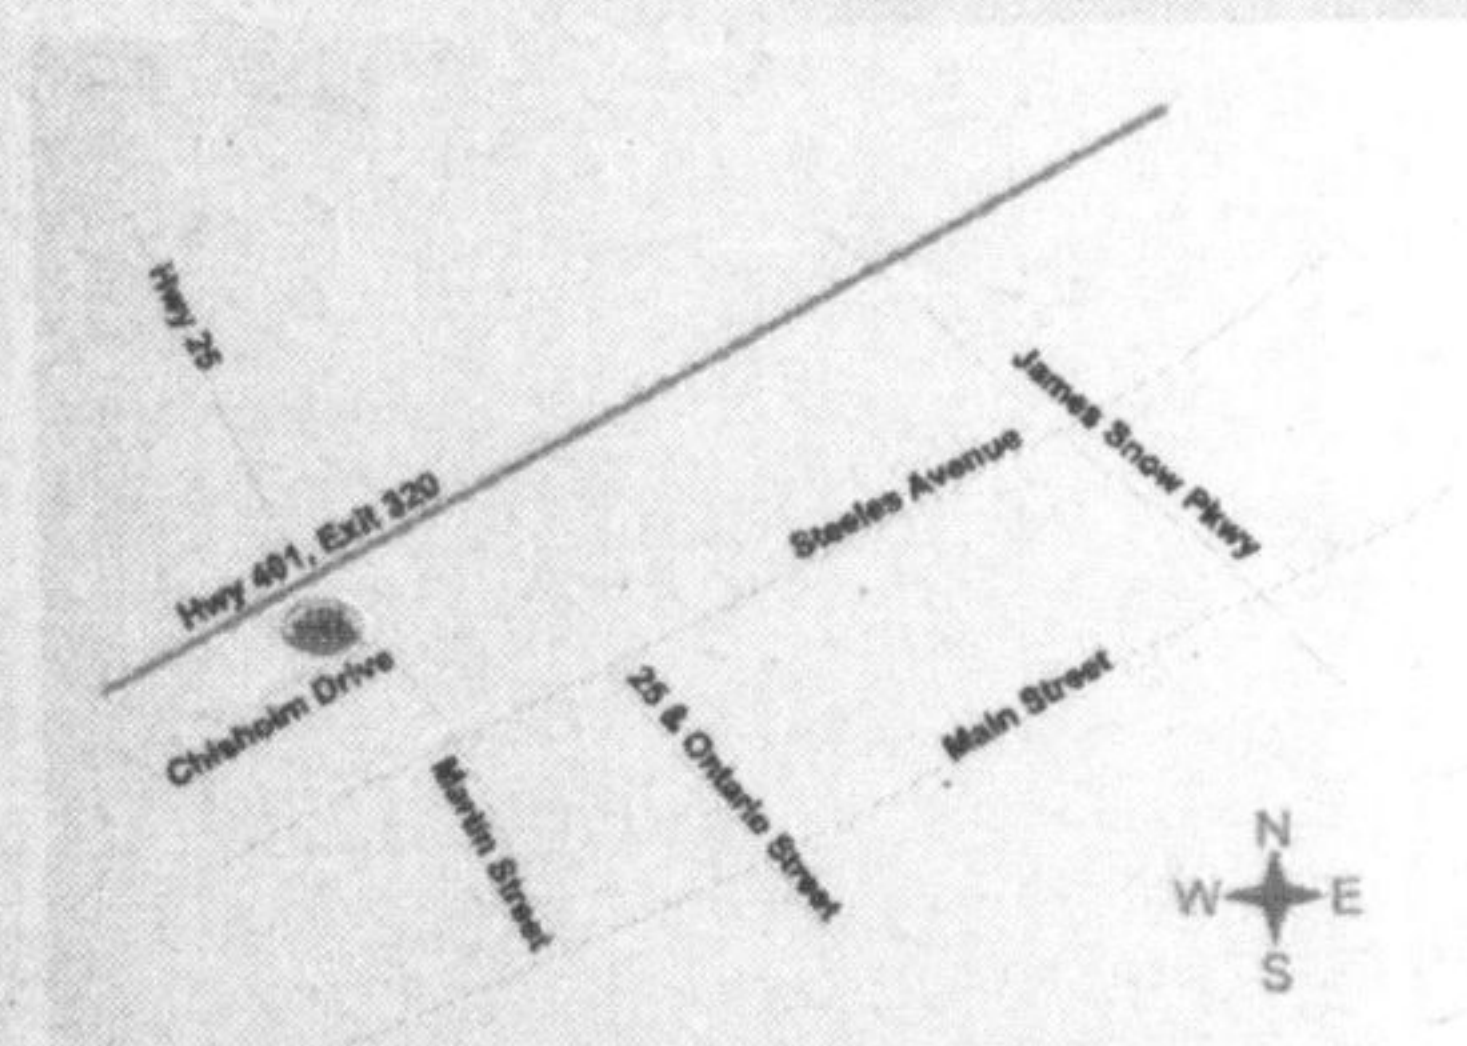 Hwy 25
Hwy 401, Exit 320
James Snow Pkwy
Steeles Avenue
Chisholm Drive
25 & Ontario Street
Main Street
Martin Street
N
W E
S